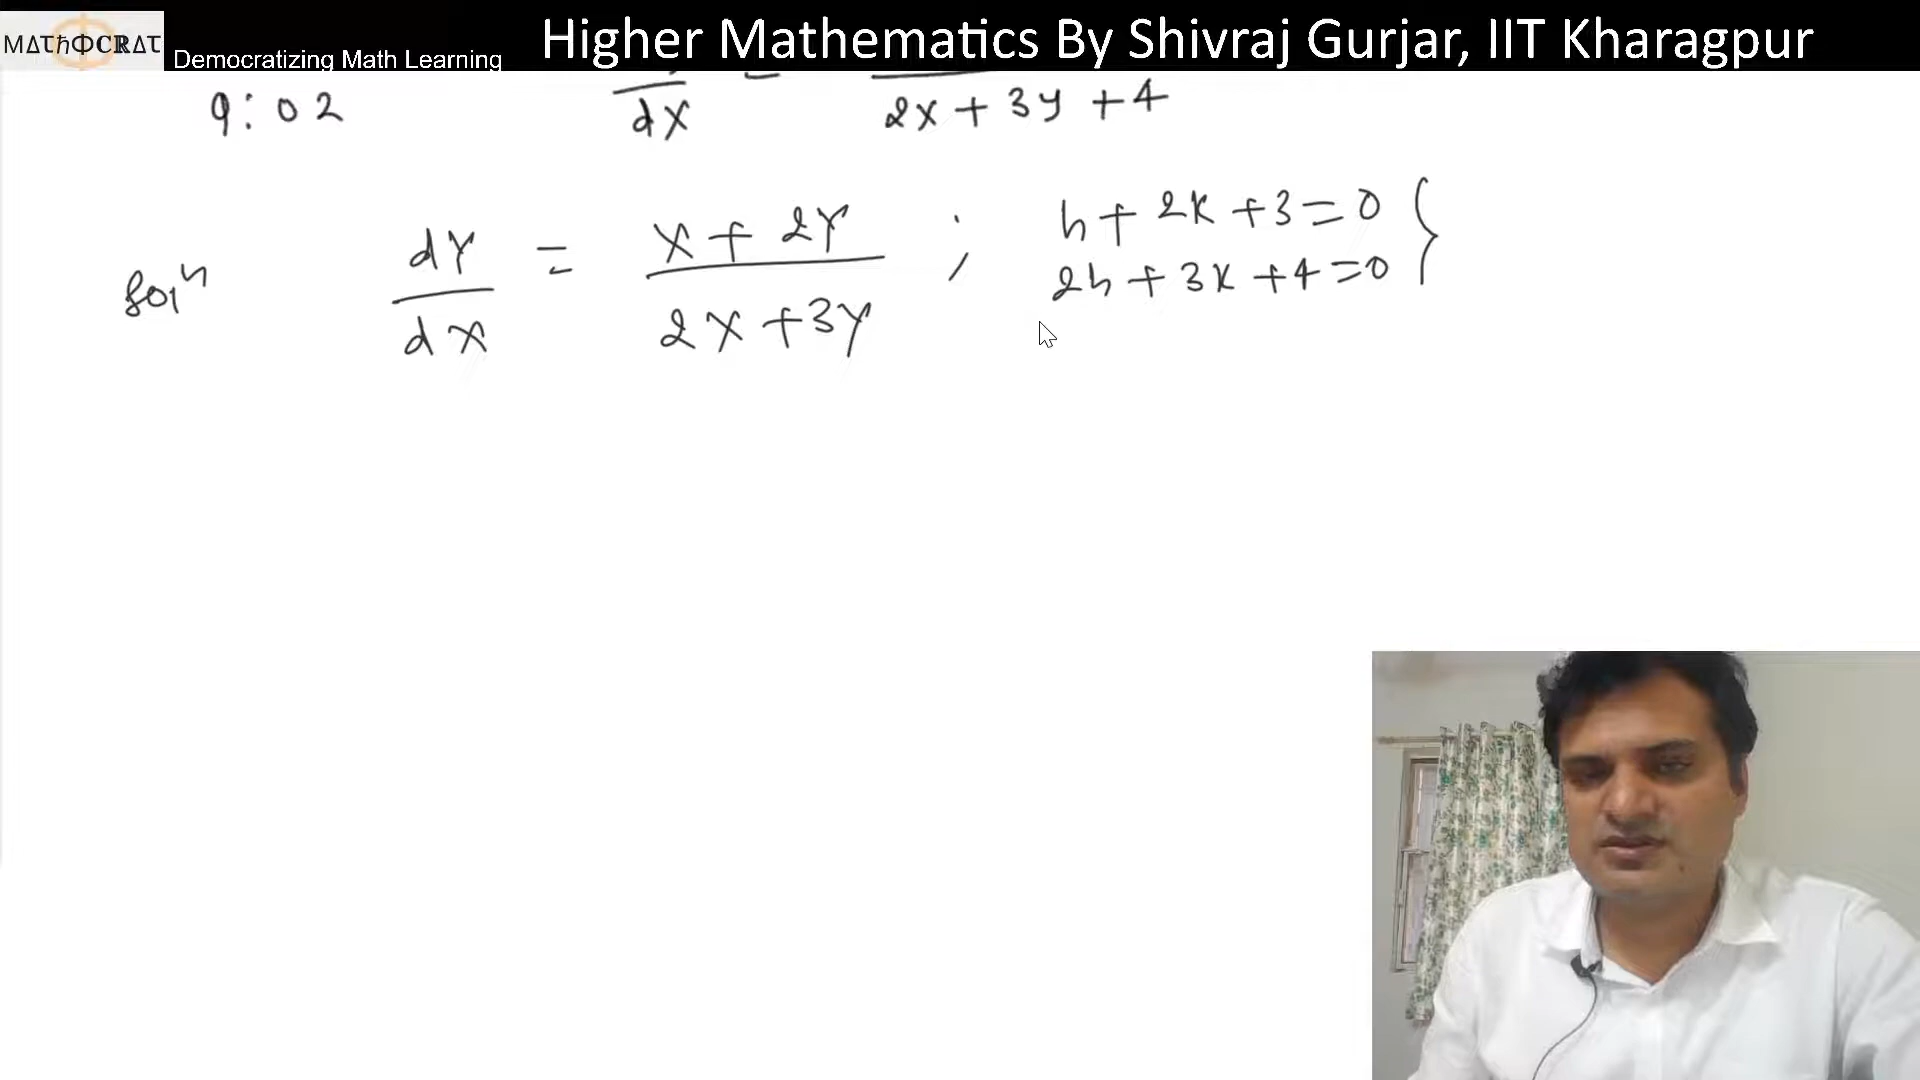 MΔτℏΦCRΔτ
Democratizing Math Learning
Higher Mathematics By Shivraj Gurjar, IIT Kharagpur
9:02
dx = 2x + 3y + 4
Solⁿ
dY/dX = X + 2Y / 2X + 3Y ;
h + 2k + 3 = 0 }
2h + 3k + 4 = 0